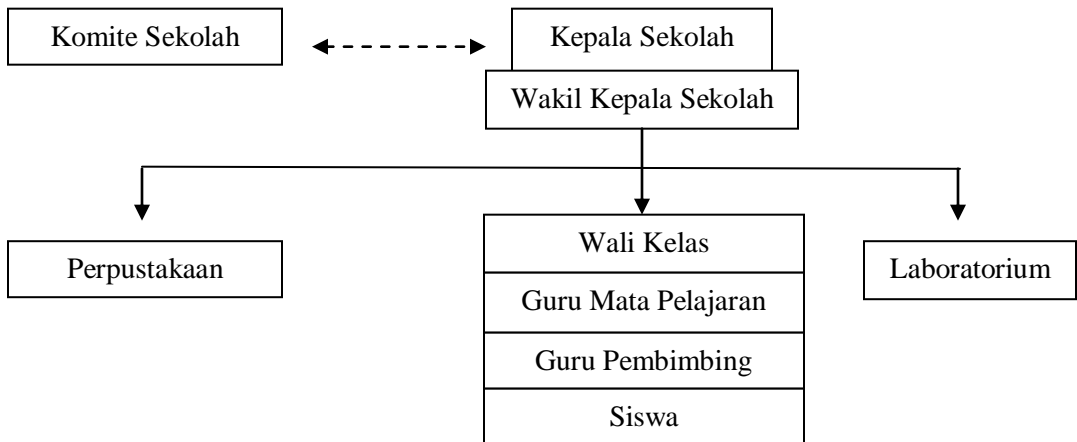 Komite Sekolah
Kepala Sekolah
Wakil Kepala Sekolah
Perpustakaan
Wali Kelas
Guru Mata Pelajaran
Guru Pembimbing
Siswa
Laboratorium